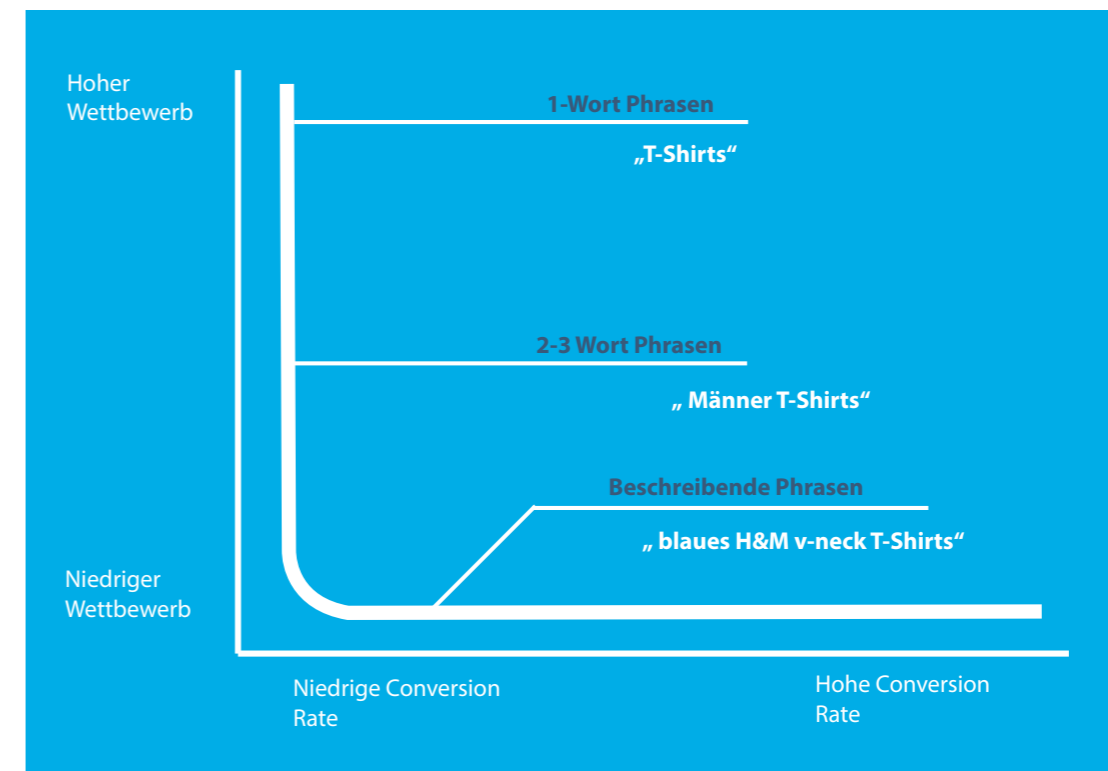 Hoher
Wettbewerb
1-Wort Phrasen
„T-Shirts“
2-3 Wort Phrasen
„ Männer T-Shirts“
Beschreibende Phrasen
„ blaues H&M v-neck T-Shirts“
Niedriger
Wettbewerb
Niedrige Conversion
Rate
Hohe Conversion
Rate